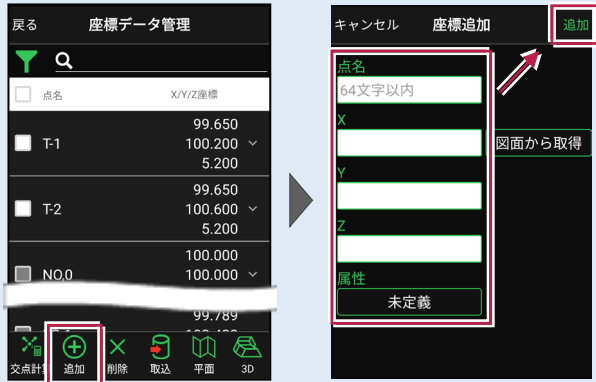 戻る 座標データ管理
点名 X/Y/Z座標
99.650
T-1 100.200
5.200
99.650
T-2 100.600
5.200
100.000
NO,0 100.000
99.789
交点計 追加 削除 取込 平面 3D
キャンセル 座標追加 追加
点名
64文字以内
X
図面から取得
Y
Z
属性
未定義